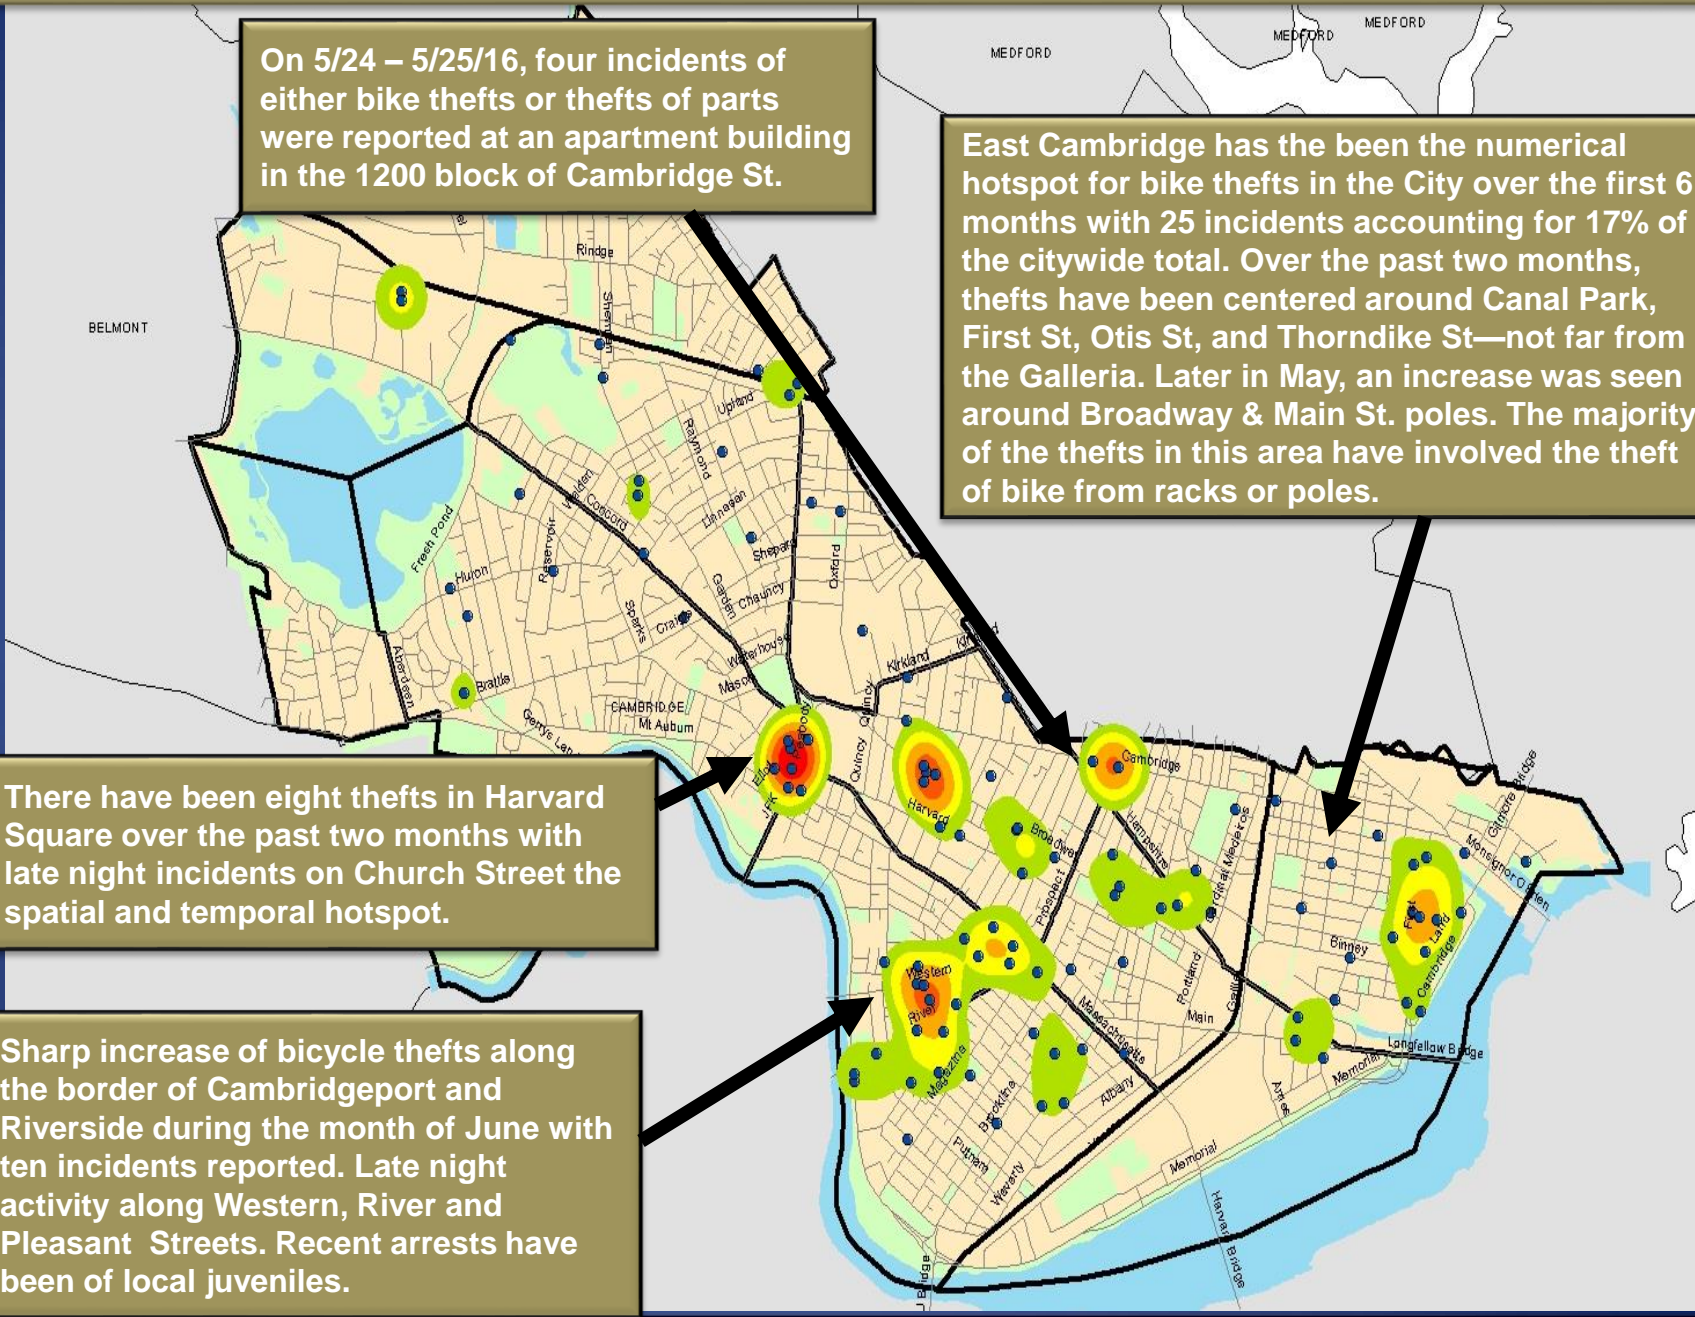 MEDFORD
MEDFORD
MEDFORD
On 5/24 – 5/25/16, four incidents of
either bike thefts or thefts of parts
were reported at an apartment building
in the 1200 block of Cambridge St.
East Cambridge has the been the numerical
hotspot for bike thefts in the City over the first 6
months with 25 incidents accounting for 17% of
the citywide total. Over the past two months,
thefts have been centered around Canal Park,
First St, Otis St, and Thorndike St—not far from
the Galleria. Later in May, an increase was seen
around Broadway & Main St. poles. The majority
of the thefts in this area have involved the theft
of bike from racks or poles.
Rindge
Sherman
BELMONT
Upland
Raymond
Walden
Concord
Linnaean
Fresh Pond
Reservoir
Shepard
Oxford
Huron
Garden
Chauncy
Sparks
Craigie
Waterhouse
Kirkland
Kirkland
Aberdeen
Brattle
Mason
CAMBRIDGE
Mt Auburn
Quincy
Peabody
Gerrys Lan
Quincy
Eliot
JFK
Cambridge
Harvard
Broadway
Hampshire
Cardinal Medeiros
Gilmore Bridge
Monsignor O'Brien
Prospect
First
Land
Binney
Cambridge
Western
River
Portland
Galil
Main
Massachusetts
Longfellow Bridge
Memorial
Magazine
Brookline
Albany
Ames
Putnam
Waverly
Memorial
Harvard Bridge
U Bridge
There have been eight thefts in Harvard
Square over the past two months with
late night incidents on Church Street the
spatial and temporal hotspot.
Sharp increase of bicycle thefts along
the border of Cambridgeport and
Riverside during the month of June with
ten incidents reported. Late night
activity along Western, River and
Pleasant  Streets. Recent arrests have
been of local juveniles.